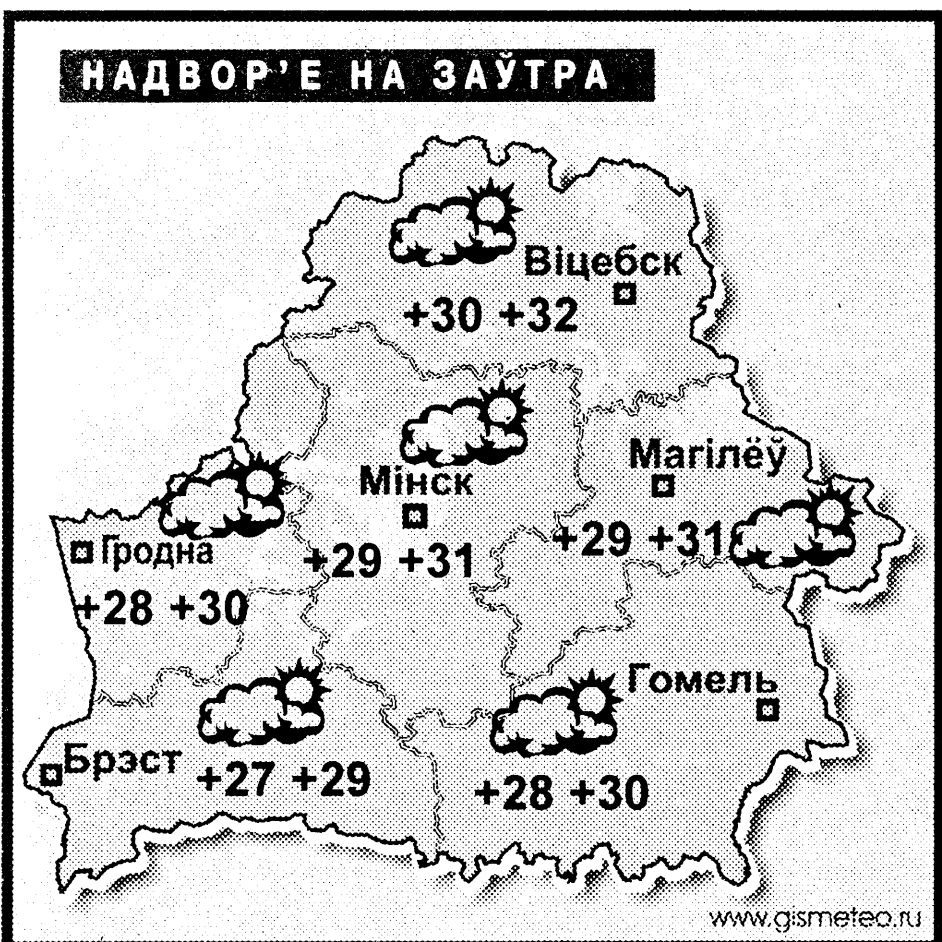 НАДВОР'Е НА ЗАЎТРА
Віцебск
+30 +32
Мінск
+29 +31
Магілёў
+29 +31
Гродна
+28 +30
Гомель
+28 +30
Брэст
+27 +29
www.gismeteo.ru